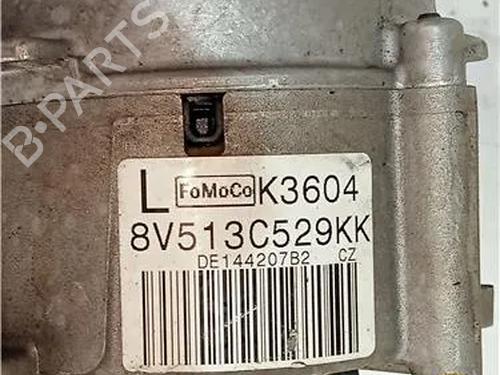 B-PARTS
L FoMoCo K3604
8V513C529KK
DE144207B2 CZ